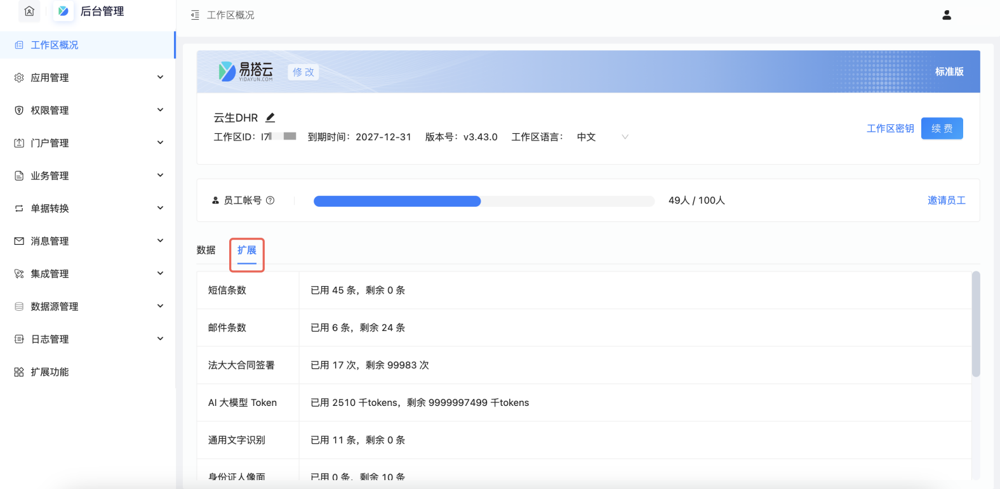 后台管理
工作区概况
工作区概况
应用管理
权限管理
门户管理
业务管理
单据转换
消息管理
集成管理
数据源管理
日志管理
扩展功能
易搭云
YIDAYUN.COM
修 改
标准版
云生DHR
工作区ID： I7 到期时间： 2027-12-31 版本号： v3.43.0 工作区语言： 中文
工作区密钥 续 费
员工帐号 49人 / 100人 邀请员工
数据 扩展
短信条数 已用 45 条，剩余 0 条
邮件条数 已用 6 条，剩余 24 条
法大大合同签署 已用 17 次，剩余 99983 次
AI 大模型 Token 已用 2510 千tokens，剩余 9999997499 千tokens
通用文字识别 已用 11 条，剩余 0 条
身份证人像面 已用 0 条，剩余 10 条